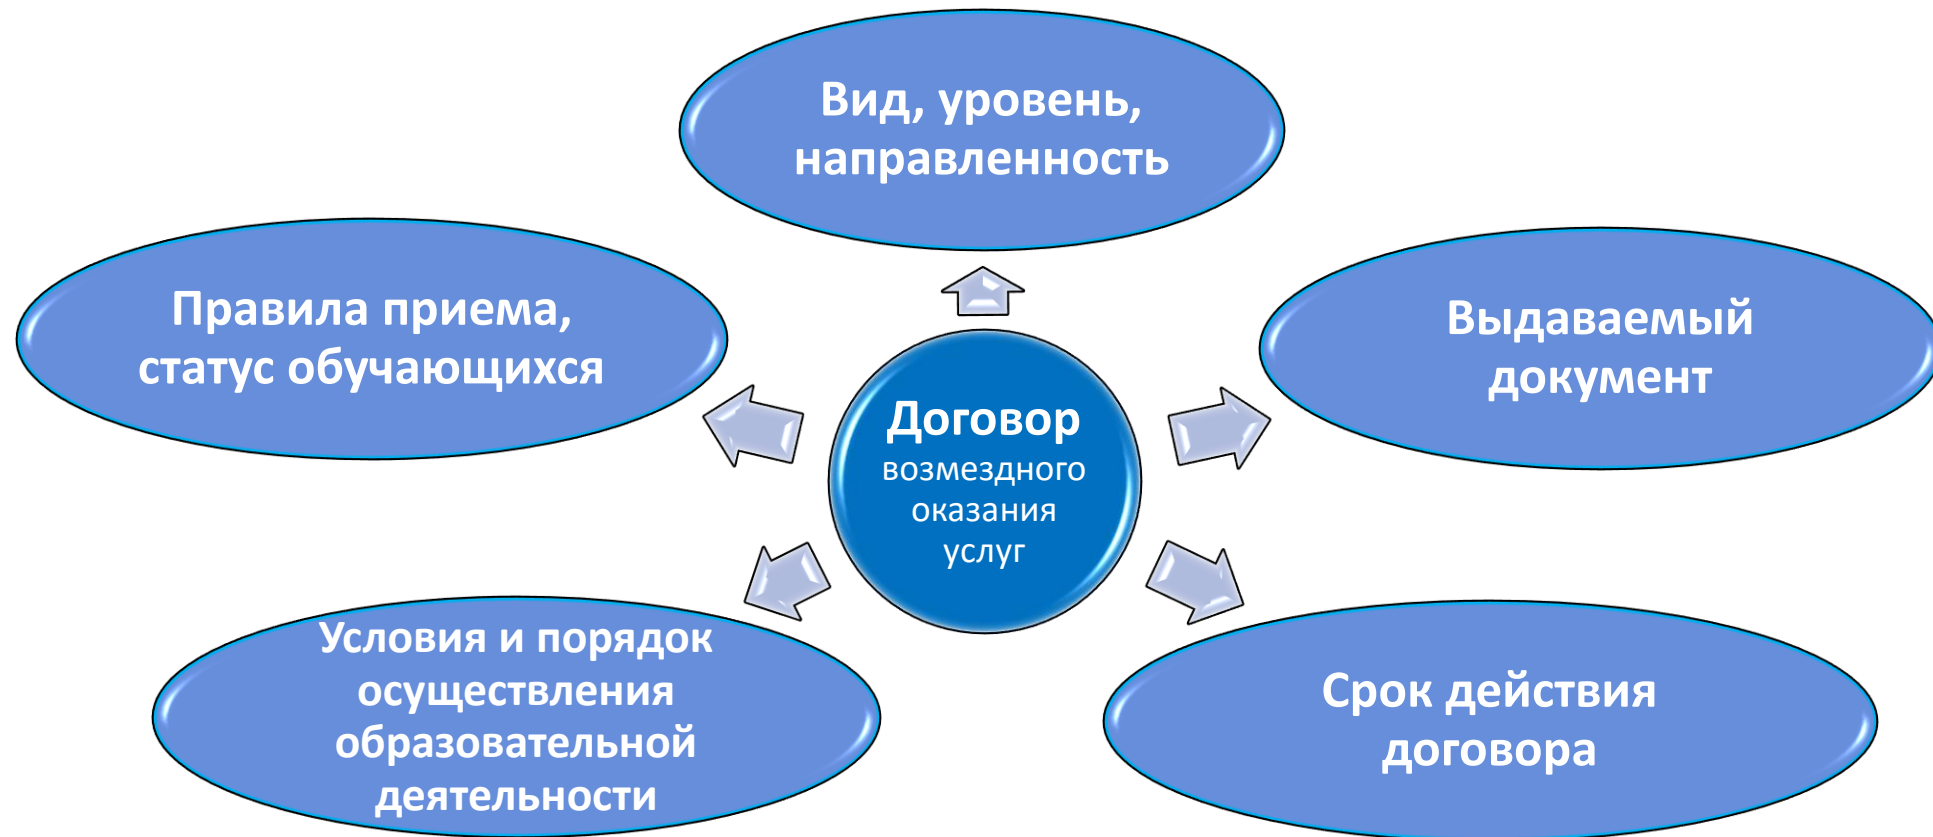 Вид, уровень,
направленность
Правила приема,
статус обучающихся
Выдаваемый
документ
Договор
возмездного
оказания
услуг
Условия и порядок
осуществления
образовательной
деятельности
Срок действия
договора